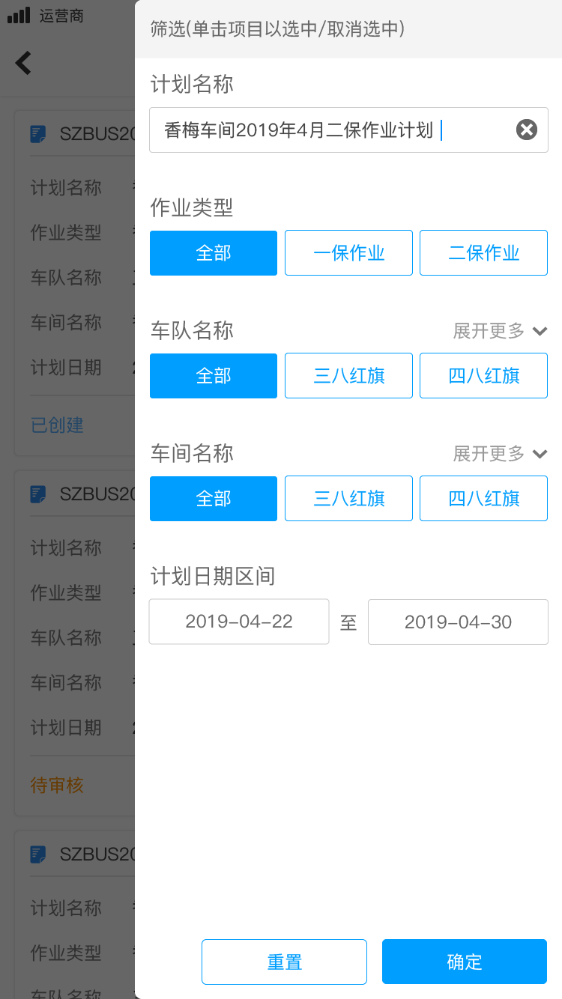 运营商
筛选(单击项目以选中/取消选中)
计划名称
香梅车间2019年4月二保作业计划
作业类型
全部 一保作业 二保作业
车队名称 展开更多
全部 三八红旗 四八红旗
车间名称 展开更多
全部 三八红旗 四八红旗
计划日期区间
2019-04-22 至 2019-04-30
重置 确定
SZBUS20
计划名称
作业类型
车队名称
车间名称
计划日期
已创建
SZBUS20
计划名称
作业类型
车队名称
车间名称
计划日期
待审核
SZBUS20
计划名称
作业类型
车队名称